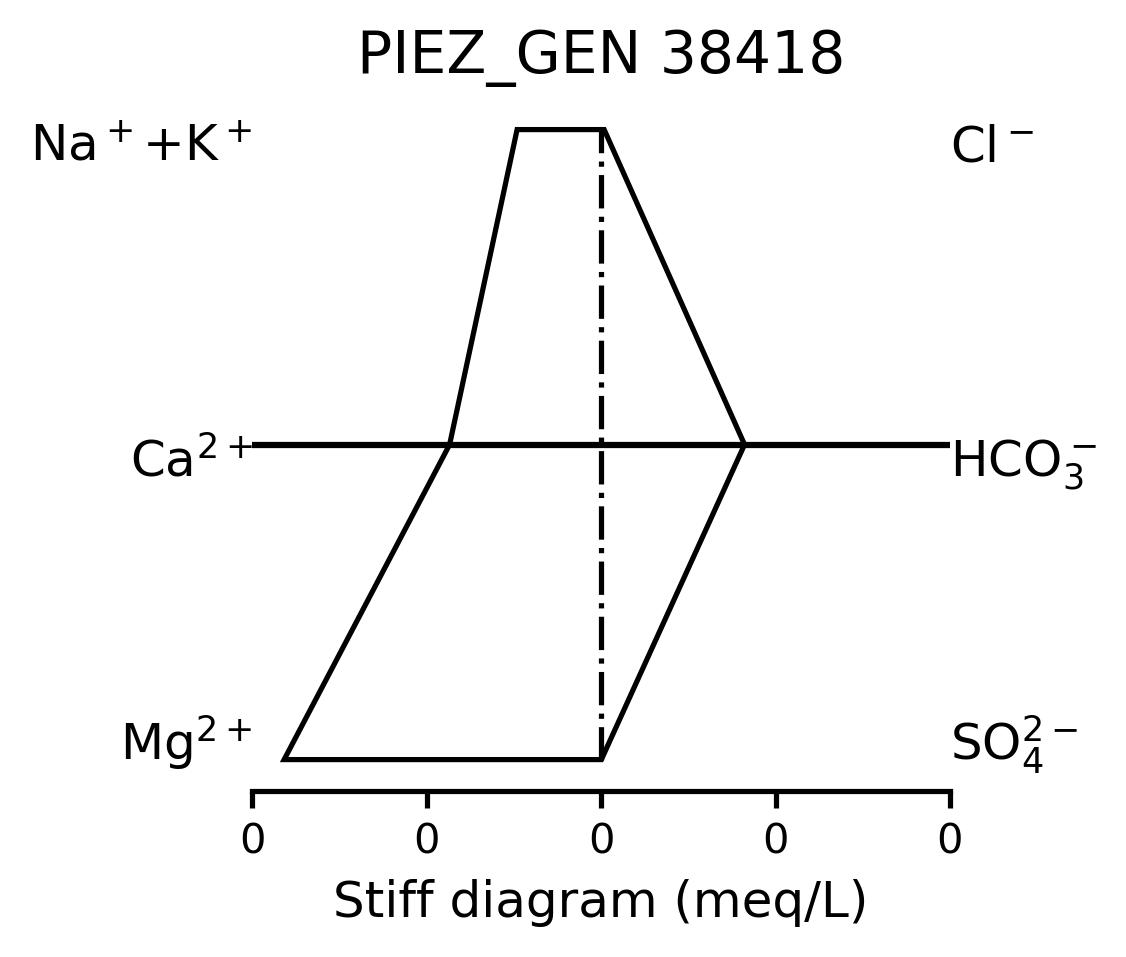 PIEZ_GEN 38418
Na⁺+K⁺ Cl⁻
Ca²⁺ HCO₃⁻
Mg²⁺ SO₄²⁻
0 0 0 0 0
Stiff diagram (meq/L)